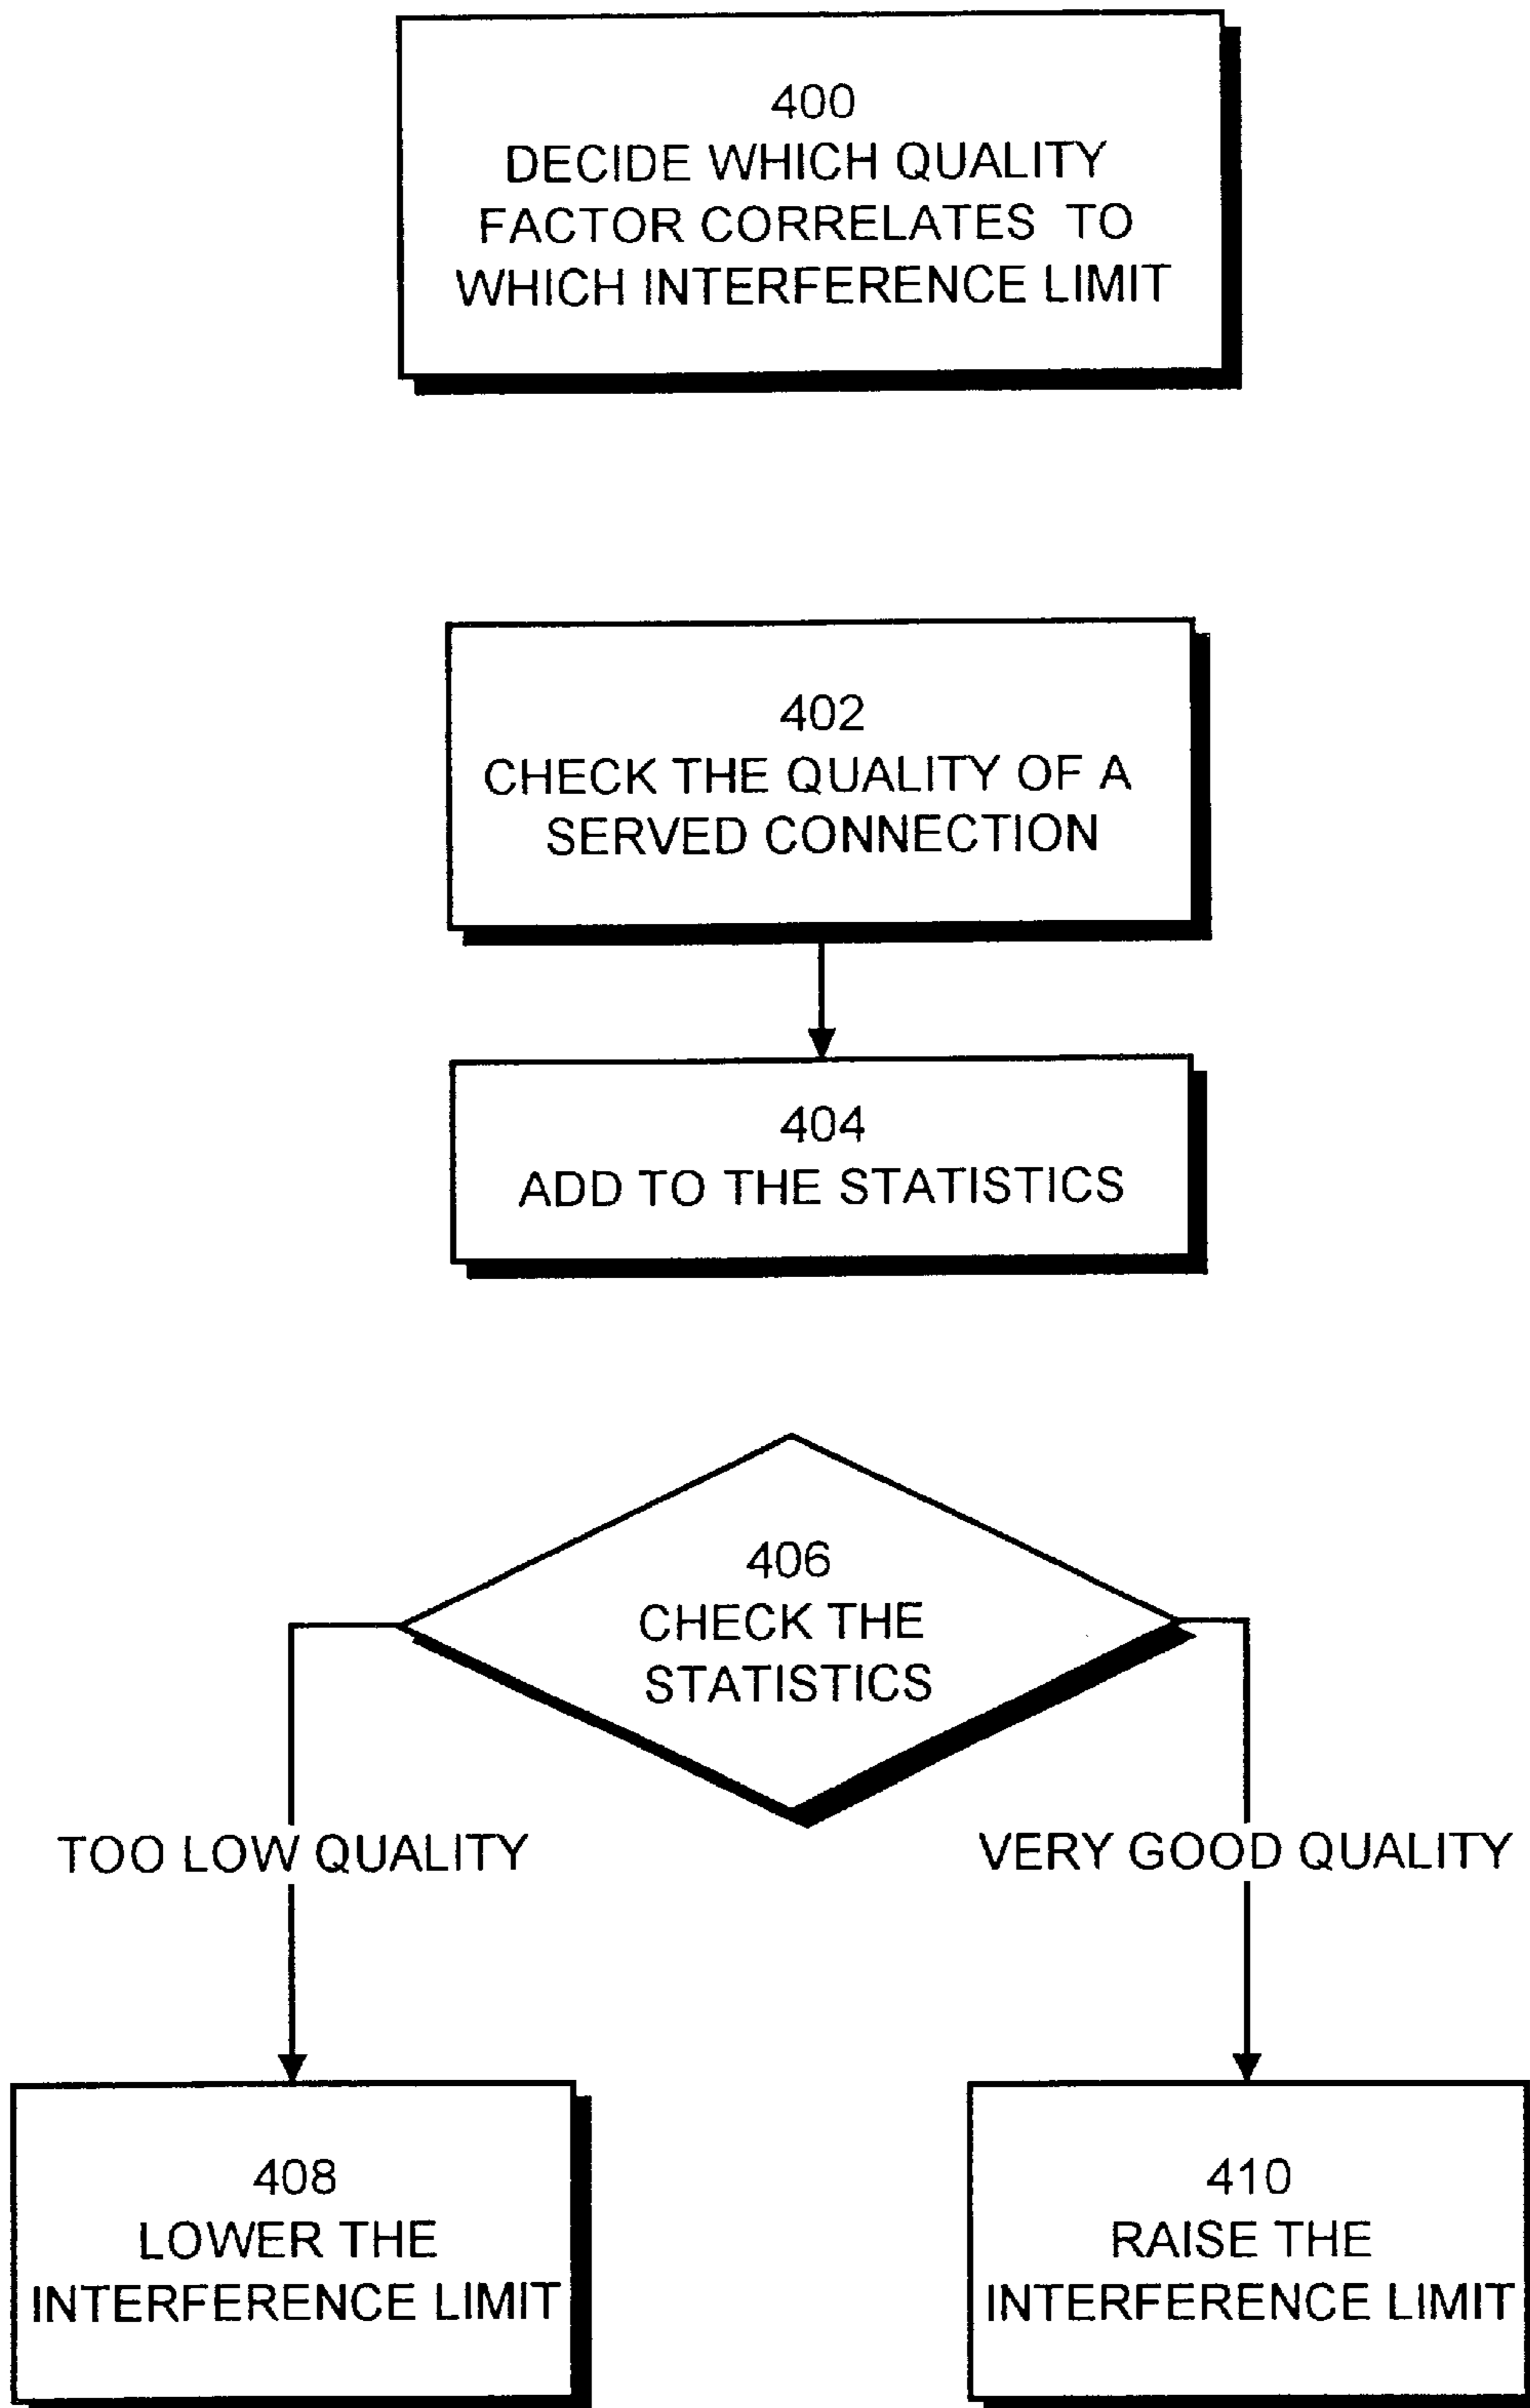 400
DECIDE WHICH QUALITY
FACTOR CORRELATES TO
WHICH INTERFERENCE LIMIT
402
CHECK THE QUALITY OF A
SERVED CONNECTION
404
ADD TO THE STATISTICS
406
CHECK THE
STATISTICS
TOO LOW QUALITY
VERY GOOD QUALITY
408
LOWER THE
INTERFERENCE LIMIT
410
RAISE THE
INTERFERENCE LIMIT